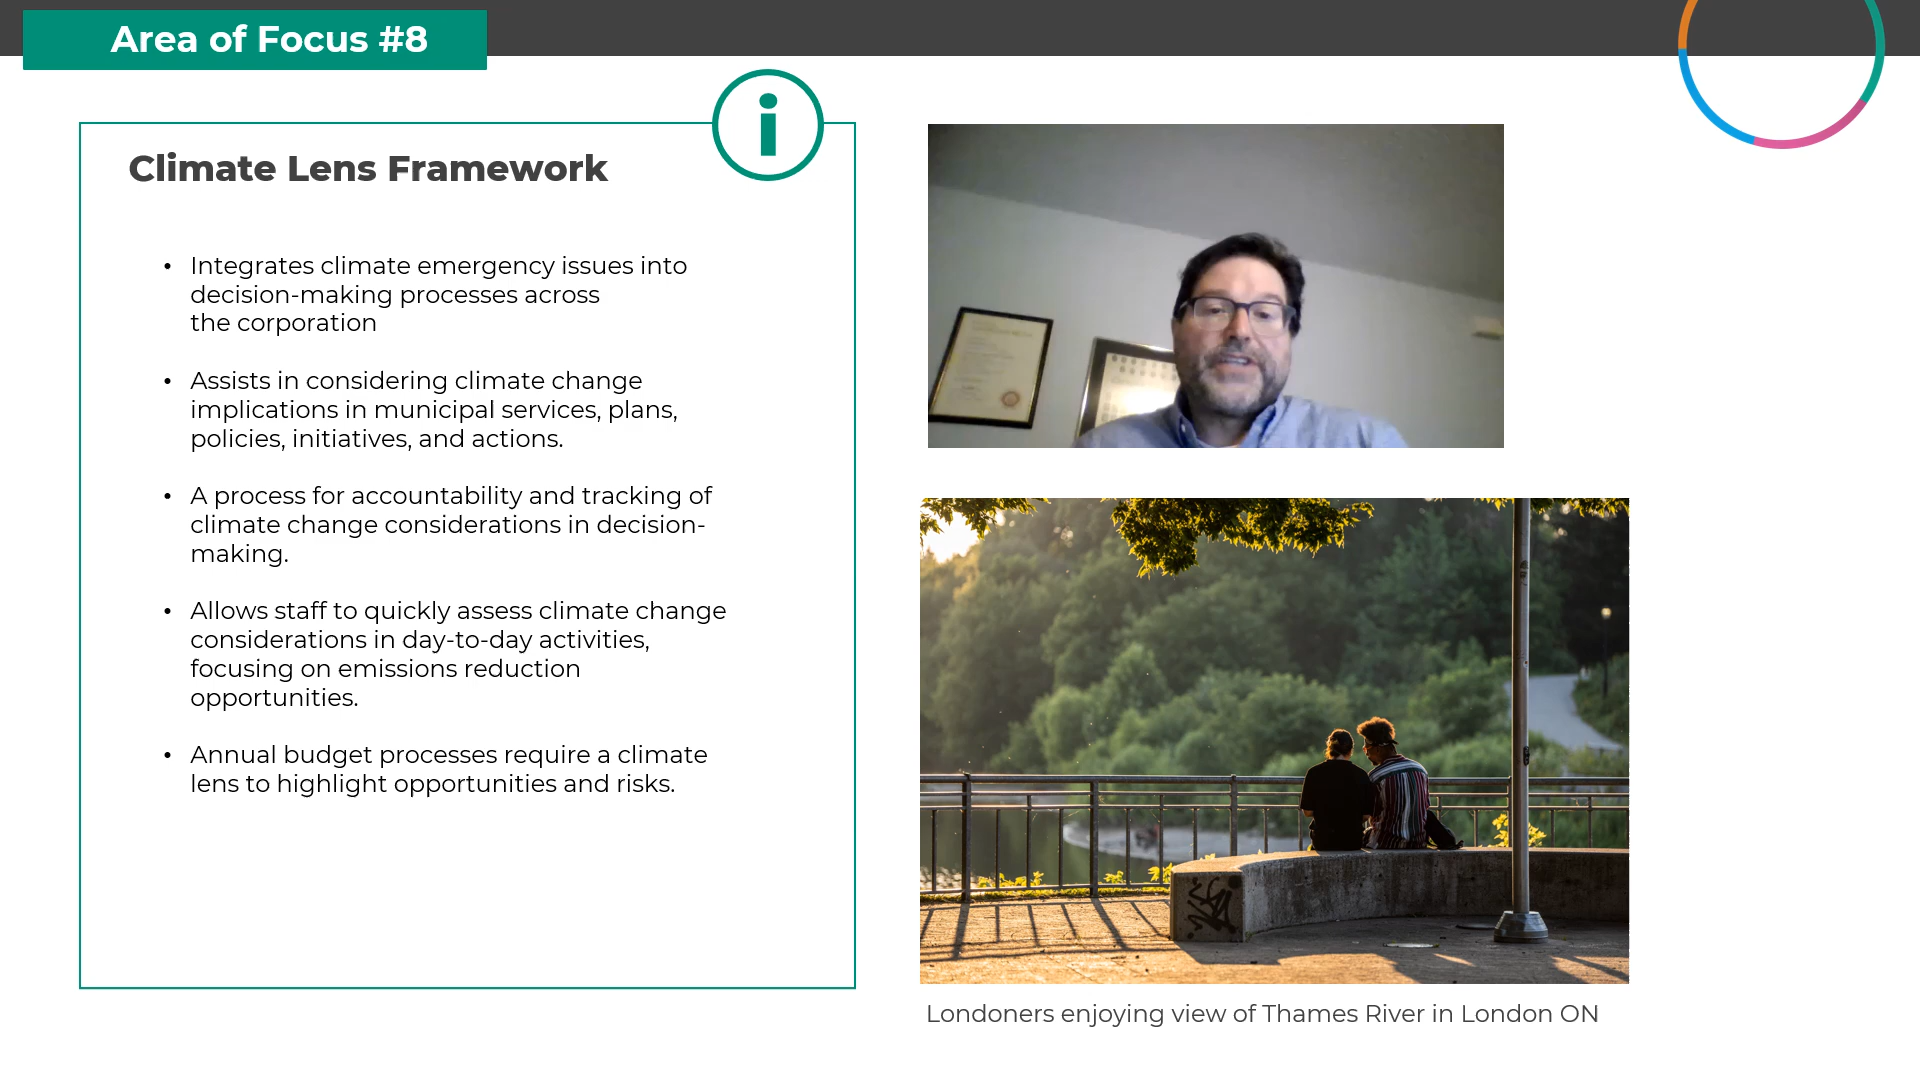 Area of Focus #8
i
Climate Lens Framework
• Integrates climate emergency issues into
decision-making processes across
the corporation
• Assists in considering climate change
implications in municipal services, plans,
policies, initiatives, and actions.
• A process for accountability and tracking of
climate change considerations in decision-
making.
• Allows staff to quickly assess climate change
considerations in day-to-day activities,
focusing on emissions reduction
opportunities.
• Annual budget processes require a climate
lens to highlight opportunities and risks.
Londoners enjoying view of Thames River in London ON